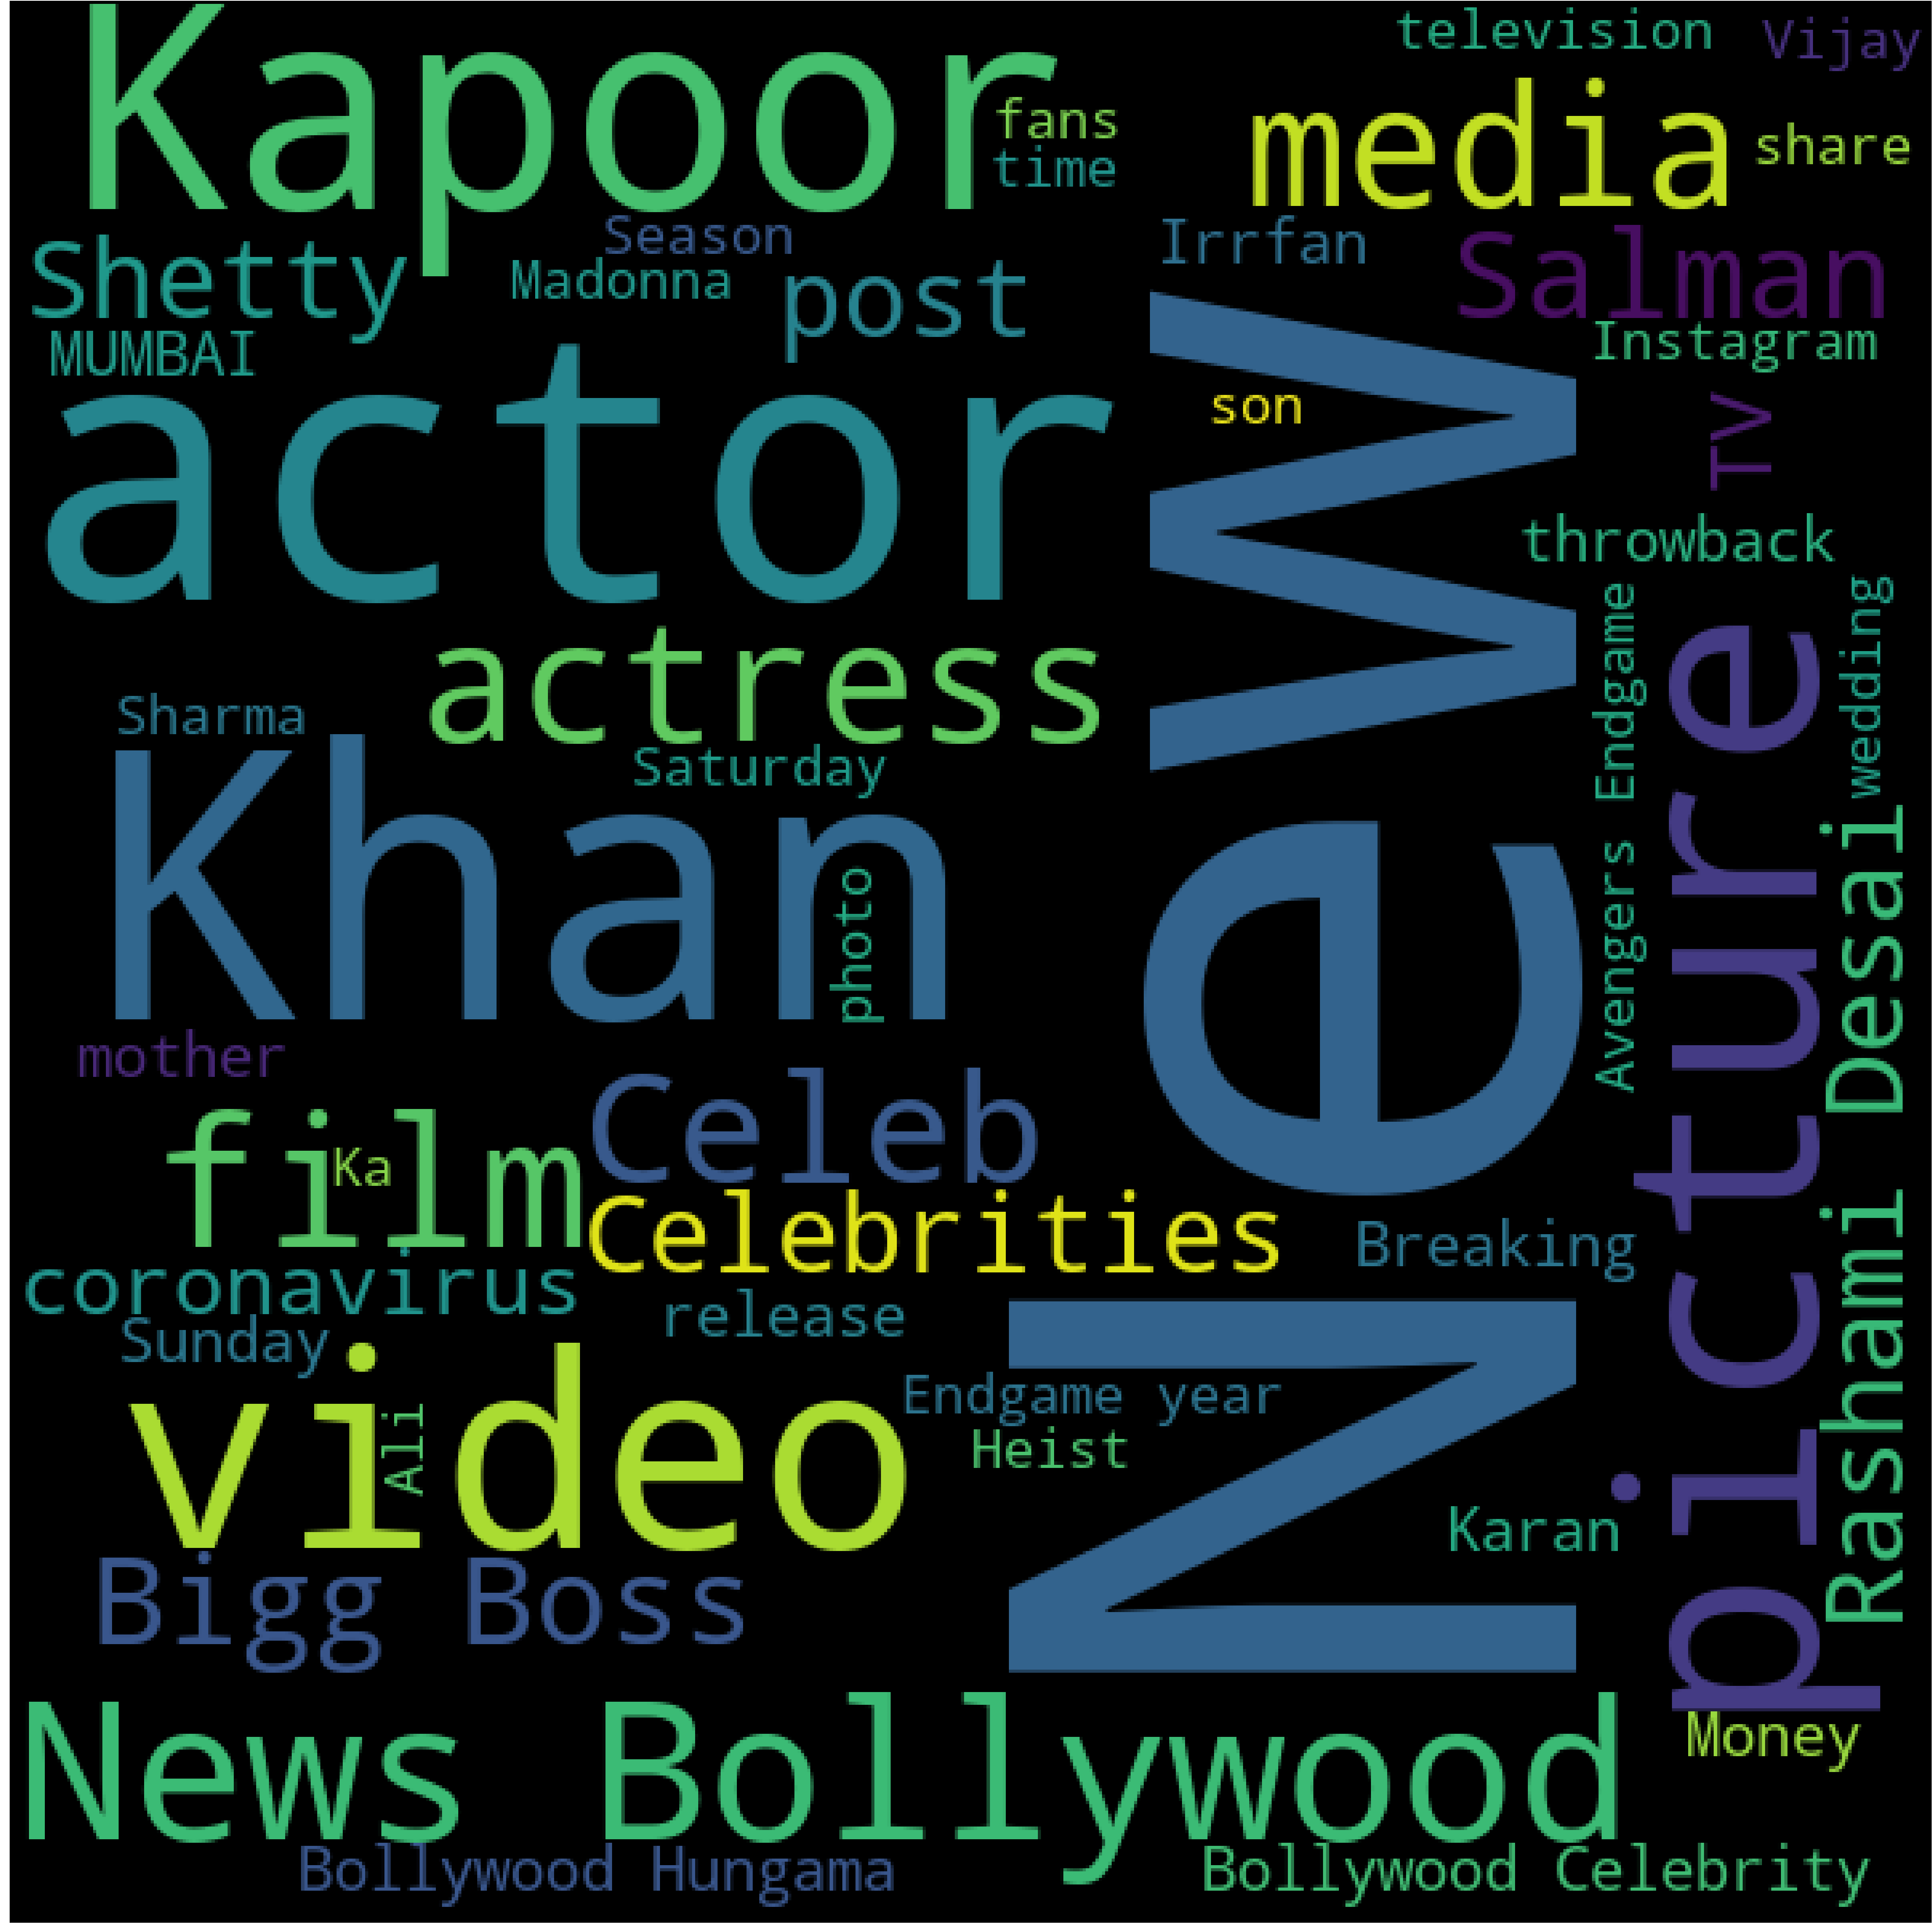 Kapoor
television
Vijay
fans
time
media
share
Season
Irrfan
Salman
Shetty
Madonna
post
Instagram
MUMBAI
actor
son
TV
New
throwback
actress
Endgame
wedding
Sharma
Saturday
Khan
photo
Avengers
picture
Rashami Desai
mother
Celeb
film
Ka
Celebrities
Breaking
coronavirus
release
Sunday
video
Ali
Endgame year
Heist
Karan
Bigg Boss
News Bollywood
Money
Bollywood Hungama
Bollywood Celebrity